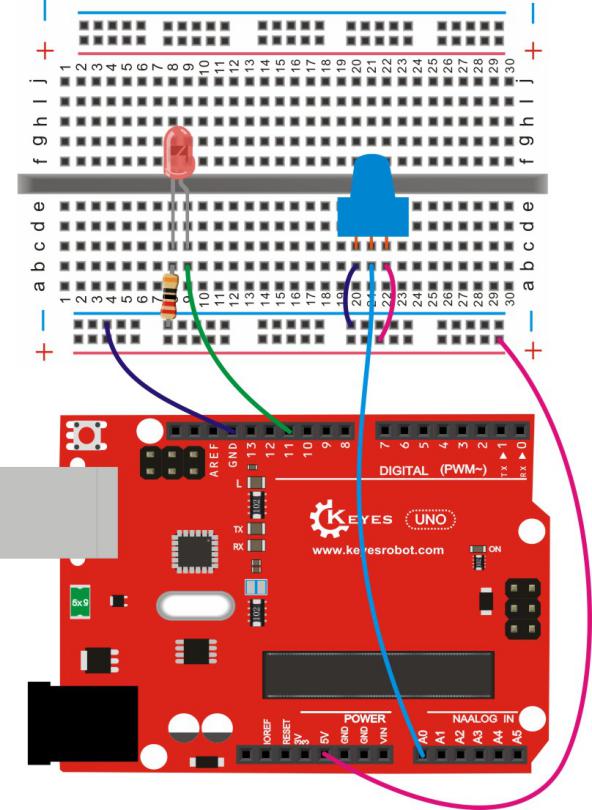 − −
+ +
1 2 3 4 5 6 7 8 9 10 11 12 13 14 15 16 17 18 19 20 21 22 23 24 25 26 27 28 29 30
j j
I I
h h
g g
f f
e e
d d
c c
b b
a a
1 2 3 4 5 6 7 10 11 12 13 14 15 16 17 18 19 20 22 23 24 25 26 27 28 29 30
− −
+ +
AREF GND 13 12 11 10 9 8 7 6 5 4 3 2 TX ▶ 1 RX ▶ 0
DIGITAL (PWM~)
L
102
TX
RX
KEYES UNO
www.keyesrobot.com
ON
102
POWER NAALOG IN
IOREF RESET 3V3 5V GND GND VIN A0 A1 A2 A3 A4 A5